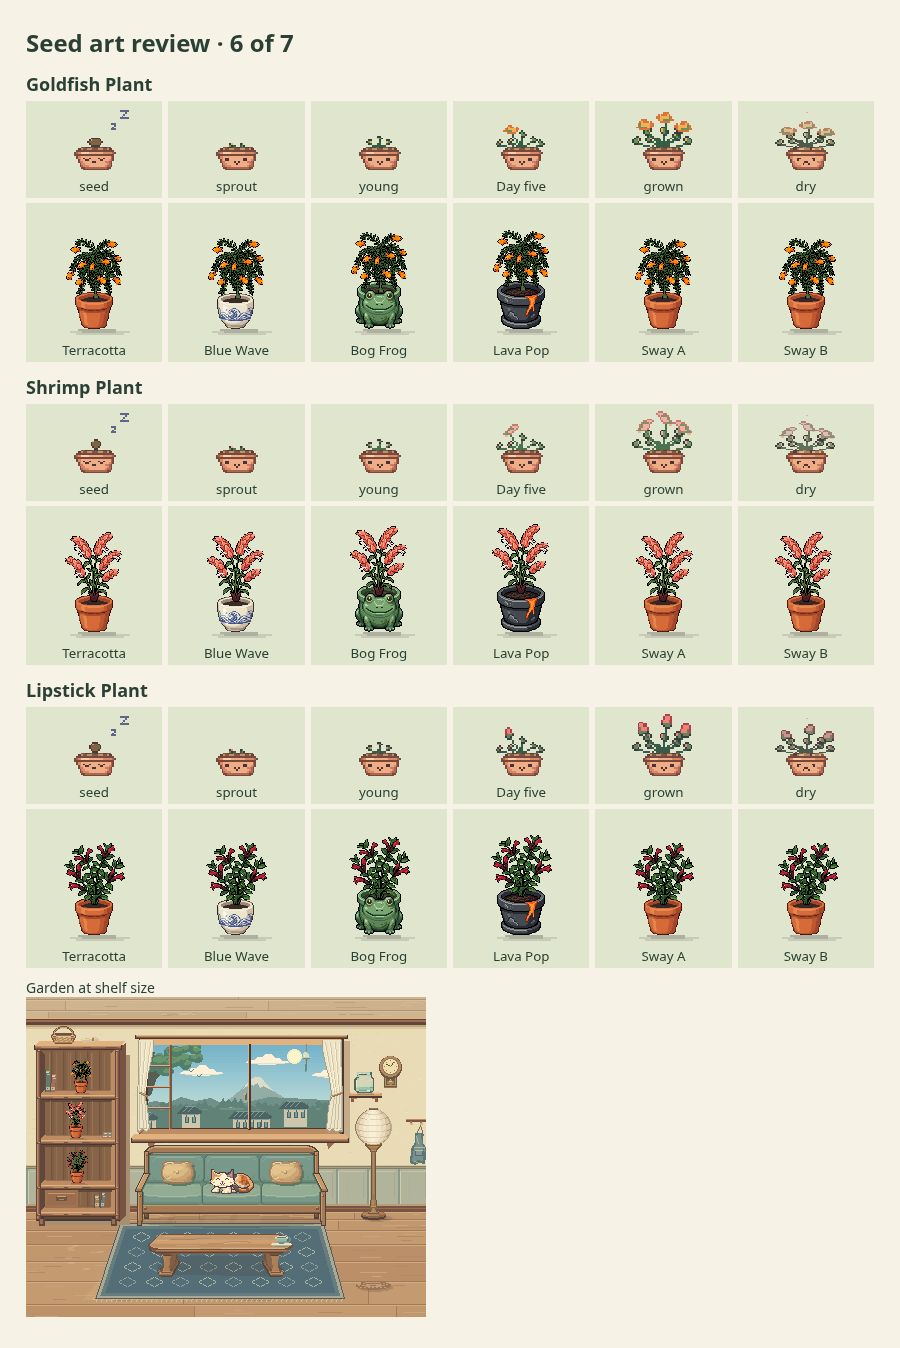 Seed art review · 6 of 7
Goldfish Plant
z z
seed sprout young Day five grown dry
Terracotta Blue Wave Bog Frog Lava Pop Sway A Sway B
Shrimp Plant
z z
seed sprout young Day five grown dry
Terracotta Blue Wave Bog Frog Lava Pop Sway A Sway B
Lipstick Plant
z z
seed sprout young Day five grown dry
Terracotta Blue Wave Bog Frog Lava Pop Sway A Sway B
Garden at shelf size